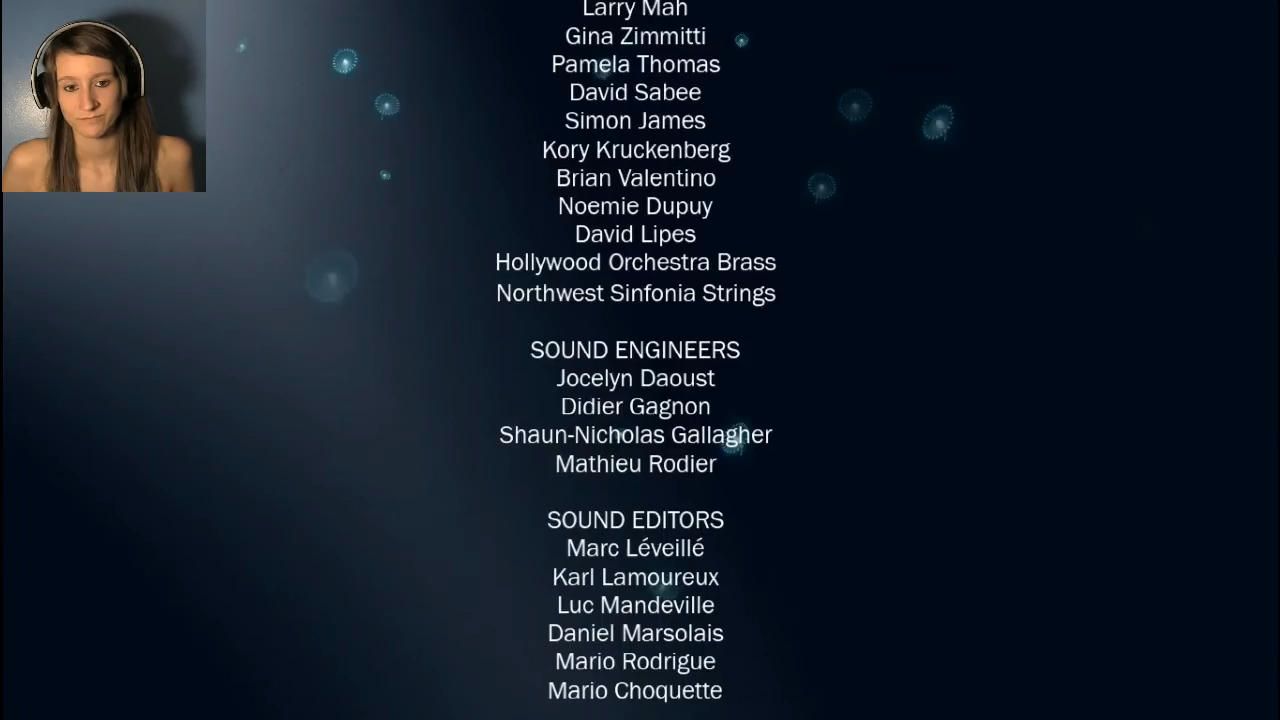 Larry Mah
Gina Zimmitti
Pamela Thomas
David Sabee
Simon James
Kory Kruckenberg
Brian Valentino
Noemie Dupuy
David Lipes
Hollywood Orchestra Brass
Northwest Sinfonia Strings
SOUND ENGINEERS
Jocelyn Daoust
Didier Gagnon
Shaun-Nicholas Gallagher
Mathieu Rodier
SOUND EDITORS
Marc Léveillé
Karl Lamoureux
Luc Mandeville
Daniel Marsolais
Mario Rodrigue
Mario Choquette